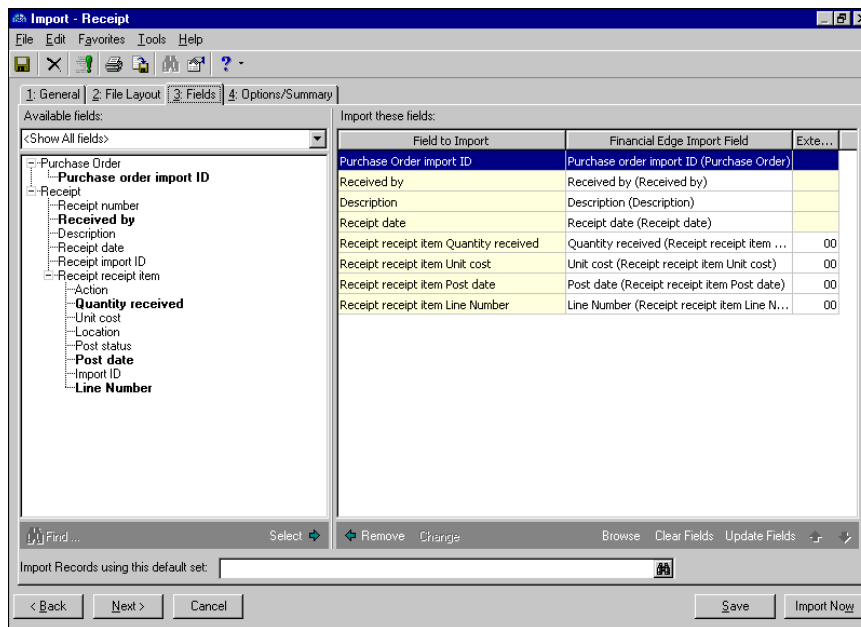 Import - Receipt
File Edit Favorites Tools Help
1: General 2: File Layout 3: Fields 4: Options/Summary
Available fields:
<Show All fields>
Purchase Order
Purchase order import ID
Receipt
Receipt number
Received by
Description
Receipt date
Receipt import ID
Receipt receipt item
Action
Quantity received
Unit cost
Location
Post status
Post date
Import ID
Line Number
Find ... Select
Import these fields:
Field to Import Financial Edge Import Field Exte...
Purchase Order import ID Purchase order import ID (Purchase Order)
Received by Received by (Received by)
Description Description (Description)
Receipt date Receipt date (Receipt date)
Receipt receipt item Quantity received Quantity received (Receipt receipt item ... 00
Receipt receipt item Unit cost Unit cost (Receipt receipt item Unit cost) 00
Receipt receipt item Post date Post date (Receipt receipt item Post date) 00
Receipt receipt item Line Number Line Number (Receipt receipt item Line N... 00
Remove Change Browse Clear Fields Update Fields
Import Records using this default set:
< Back Next > Cancel Save Import Now